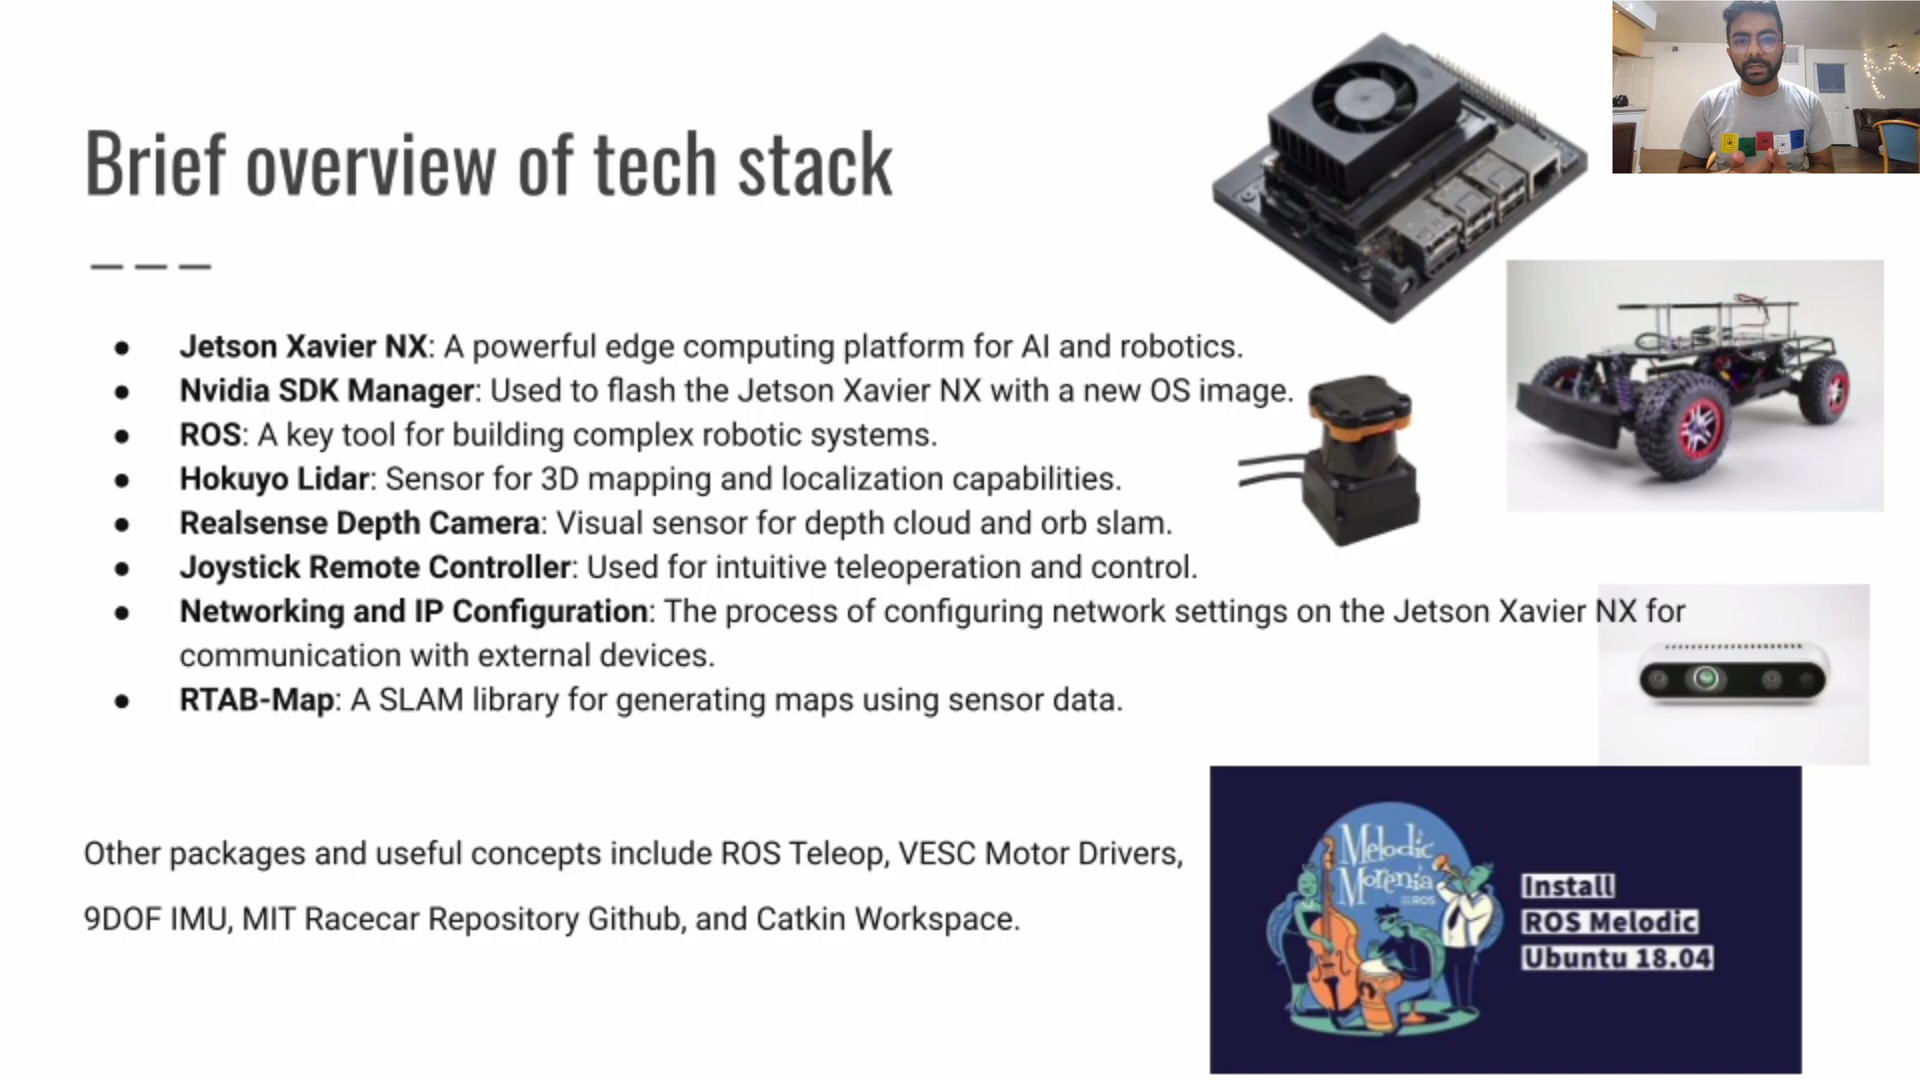 Brief overview of tech stack
● Jetson Xavier NX: A powerful edge computing platform for AI and robotics.
● Nvidia SDK Manager: Used to flash the Jetson Xavier NX with a new OS image.
● ROS: A key tool for building complex robotic systems.
● Hokuyo Lidar: Sensor for 3D mapping and localization capabilities.
● Realsense Depth Camera: Visual sensor for depth cloud and orb slam.
● Joystick Remote Controller: Used for intuitive teleoperation and control.
● Networking and IP Configuration: The process of configuring network settings on the Jetson Xavier NX for
communication with external devices.
● RTAB-Map: A SLAM library for generating maps using sensor data.
Other packages and useful concepts include ROS Teleop, VESC Motor Drivers,
9DOF IMU, MIT Racecar Repository Github, and Catkin Workspace.
Melodic
Morenia
ROS
Install
ROS Melodic
Ubuntu 18.04